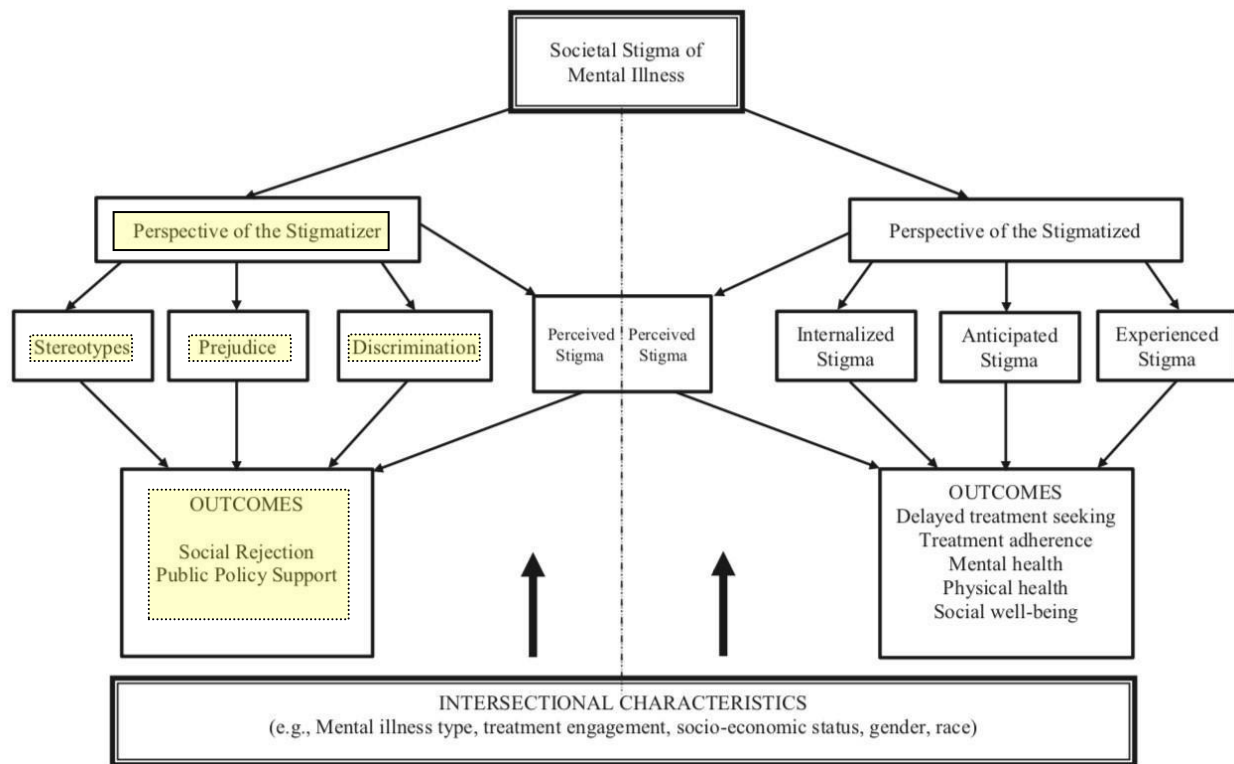 Societal Stigma of
Mental Illness
Perspective of the Stigmatizer
Perspective of the Stigmatized
Stereotypes
Prejudice
Discrimination
Perceived
Stigma
Perceived
Stigma
Internalized
Stigma
Anticipated
Stigma
Experienced
Stigma
OUTCOMES
Social Rejection
Public Policy Support
OUTCOMES
Delayed treatment seeking
Treatment adherence
Mental health
Physical health
Social well-being
INTERSECTIONAL CHARACTERISTICS
(e.g., Mental illness type, treatment engagement, socio-economic status, gender, race)